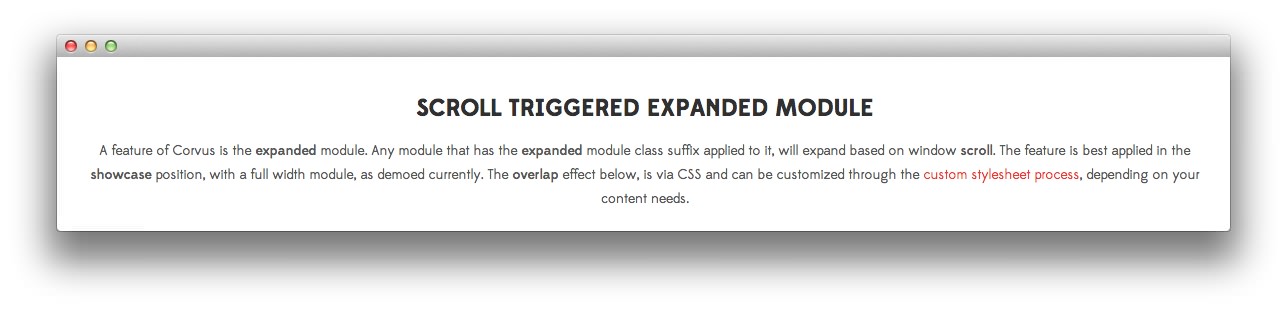 SCROLL TRIGGERED EXPANDED MODULE
A feature of Corvus is the expanded module. Any module that has the expanded module class suffix applied to it, will expand based on window scroll. The feature is best applied in the
showcase position, with a full width module, as demoed currently. The overlap effect below, is via CSS and can be customized through the custom stylesheet process, depending on your
content needs.